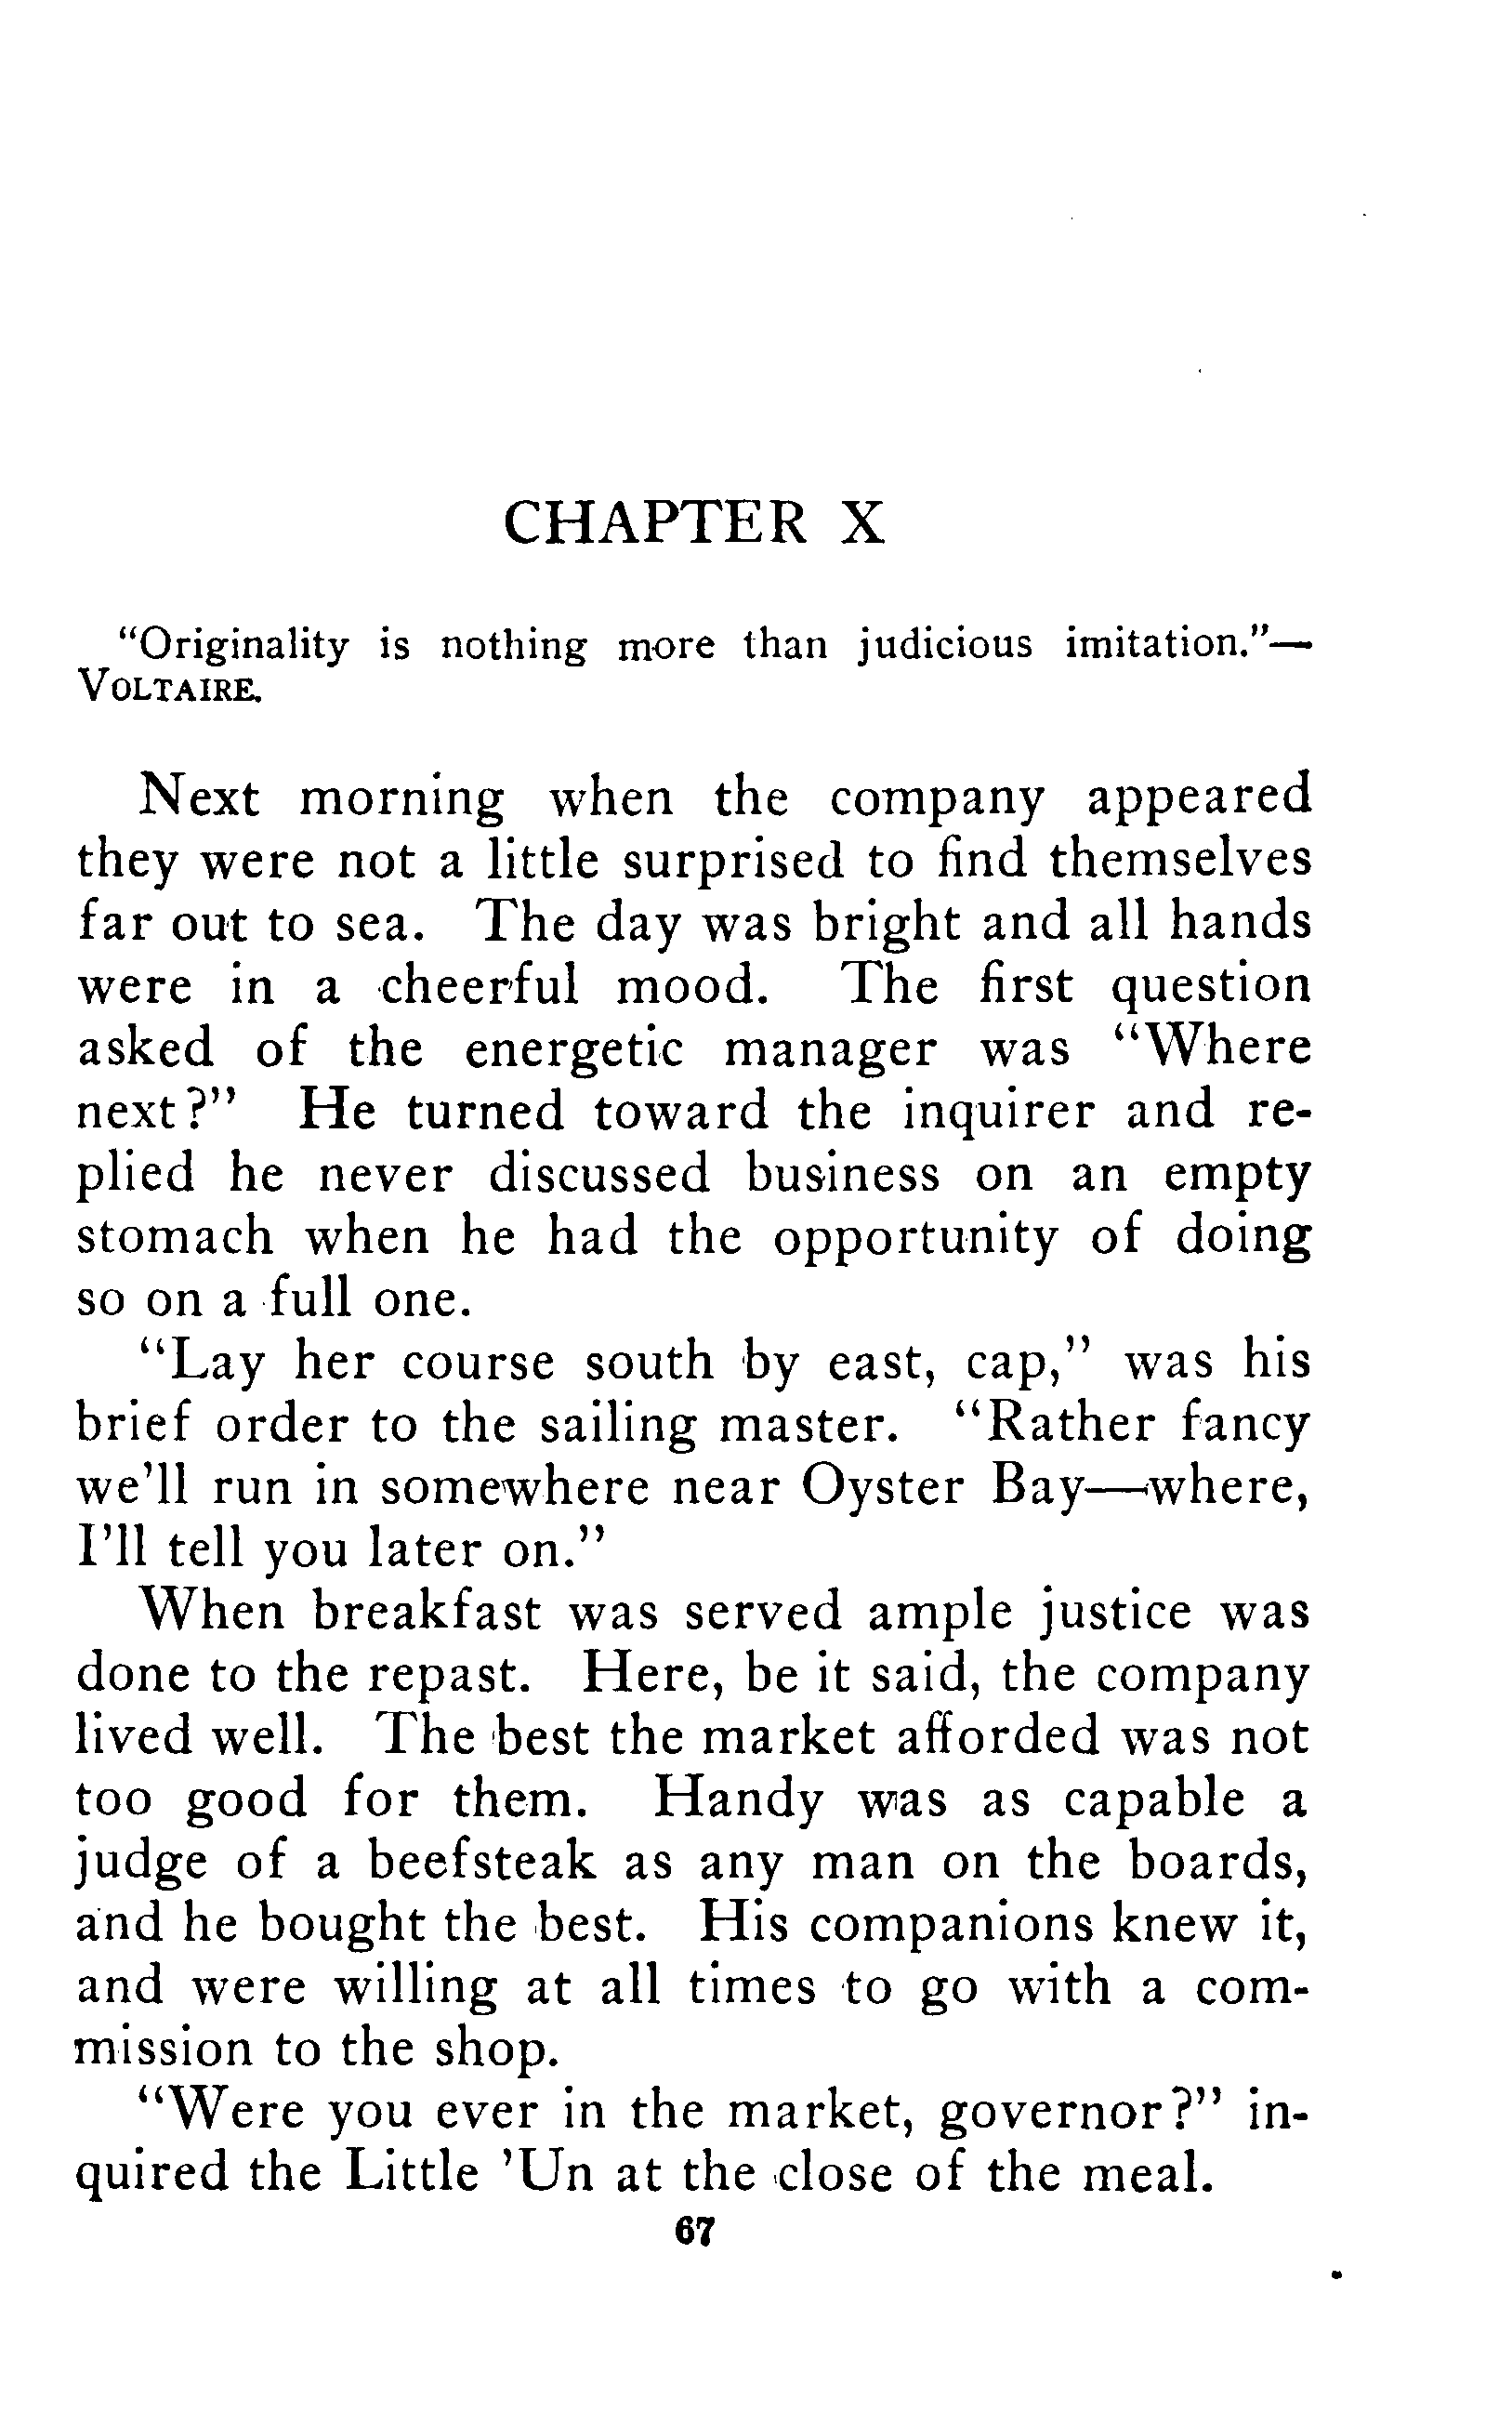 CHAPTER X
“Originality is nothing more than judicious imitation.”—
VOLTAIRE.
Next morning when the company appeared
they were not a little surprised to find themselves
far out to sea. The day was bright and all hands
were in a cheerful mood. The first question
asked of the energetic manager was “Where
next?” He turned toward the inquirer and re-
plied he never discussed business on an empty
stomach when he had the opportunity of doing
so on a full one.
“Lay her course south by east, cap,” was his
brief order to the sailing master. “Rather fancy
we’ll run in somewhere near Oyster Bay—where,
I’ll tell you later on.”
When breakfast was served ample justice was
done to the repast. Here, be it said, the company
lived well. The best the market afforded was not
too good for them. Handy was as capable a
judge of a beefsteak as any man on the boards,
and he bought the best. His companions knew it,
and were willing at all times to go with a com-
mission to the shop.
“Were you ever in the market, governor?” in-
quired the Little ’Un at the close of the meal.
67